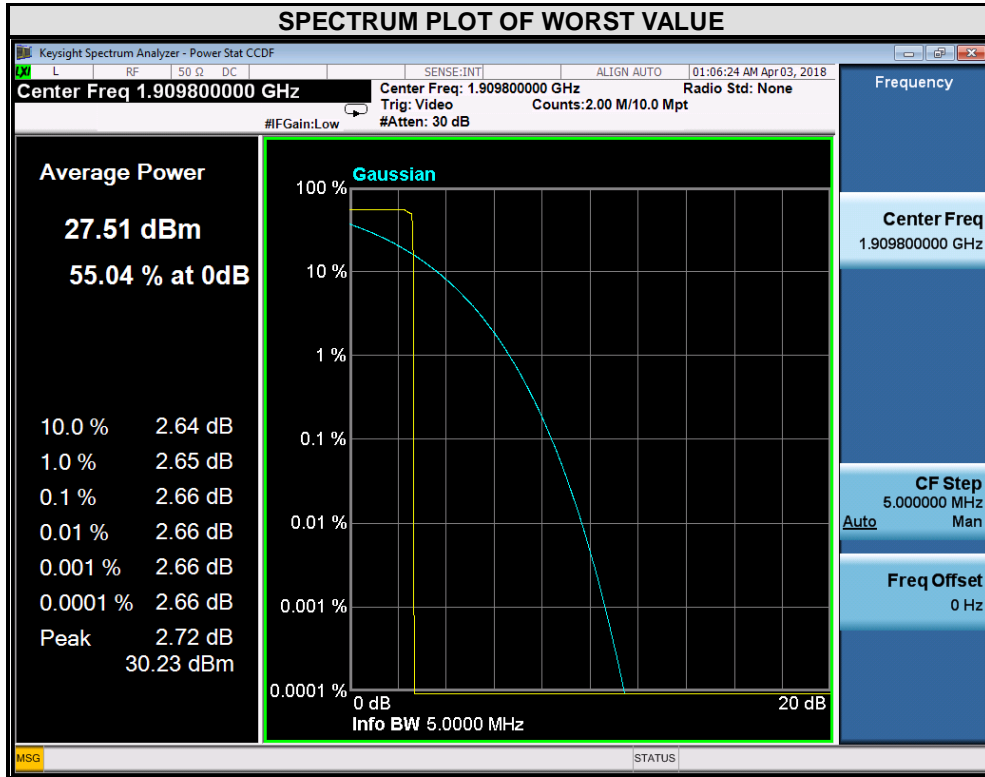 SPECTRUM PLOT OF WORST VALUE
Keysight Spectrum Analyzer - Power Stat CCDF
LXI L RF 50 Ω DC SENSE:INT ALIGN AUTO 01:06:24 AM Apr 03, 2018
Center Freq 1.909800000 GHz
Center Freq: 1.909800000 GHz Radio Std: None
Trig: Video Counts:2.00 M/10.0 Mpt
#IFGain:Low #Atten: 30 dB
Average Power
27.51 dBm
55.04 % at 0dB
10.0 % 2.64 dB
1.0 % 2.65 dB
0.1 % 2.66 dB
0.01 % 2.66 dB
0.001 % 2.66 dB
0.0001 % 2.66 dB
Peak 2.72 dB
30.23 dBm
Gaussian
100 %
10 %
1 %
0.1 %
0.01 %
0.001 %
0.0001 %
0 dB 20 dB
Info BW 5.0000 MHz
Frequency
Center Freq
1.909800000 GHz
CF Step
5.000000 MHz
Auto Man
Freq Offset
0 Hz
MSG STATUS